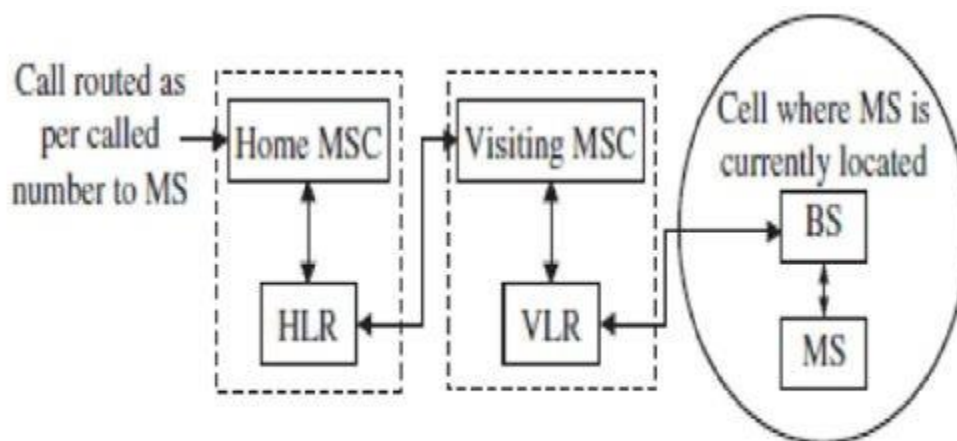 Call routed as
per called
number to MS
Home MSC
HLR
Visiting MSC
VLR
Cell where MS is
currently located
BS
MS